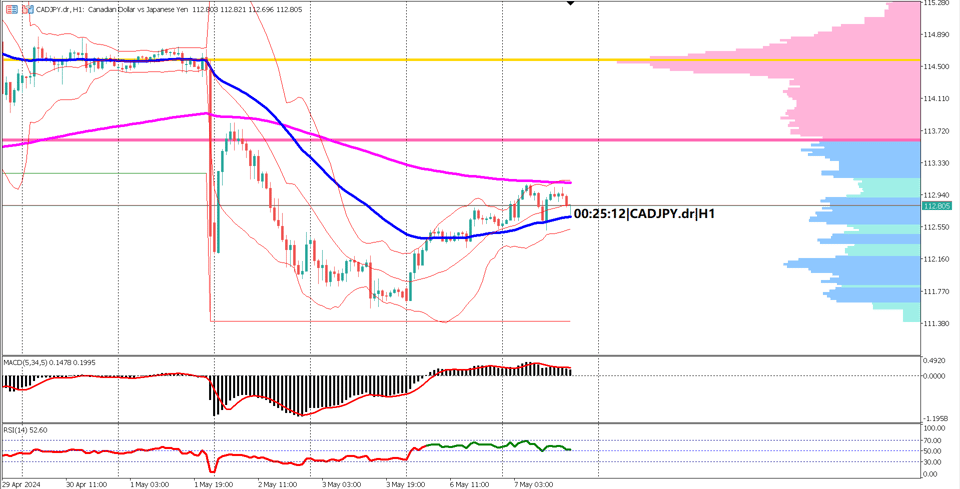 CADJPY.dr, H1: Canadian Dollar vs Japanese Yen 112.803 112.821 112.696 112.805
115.280
114.890
114.500
114.110
113.720
113.330
112.940
112.805
112.550
112.160
111.770
111.380
00:25:12|CADJPY.dr|H1
MACD(5,34,5) 0.1478 0.1995
0.4920
0.0000
-1.1958
RSI(14) 52.60
100.00
70.00
50.00
30.00
0.00
29 Apr 2024
30 Apr 11:00
1 May 03:00
1 May 19:00
2 May 11:00
3 May 03:00
3 May 19:00
6 May 11:00
7 May 03:00